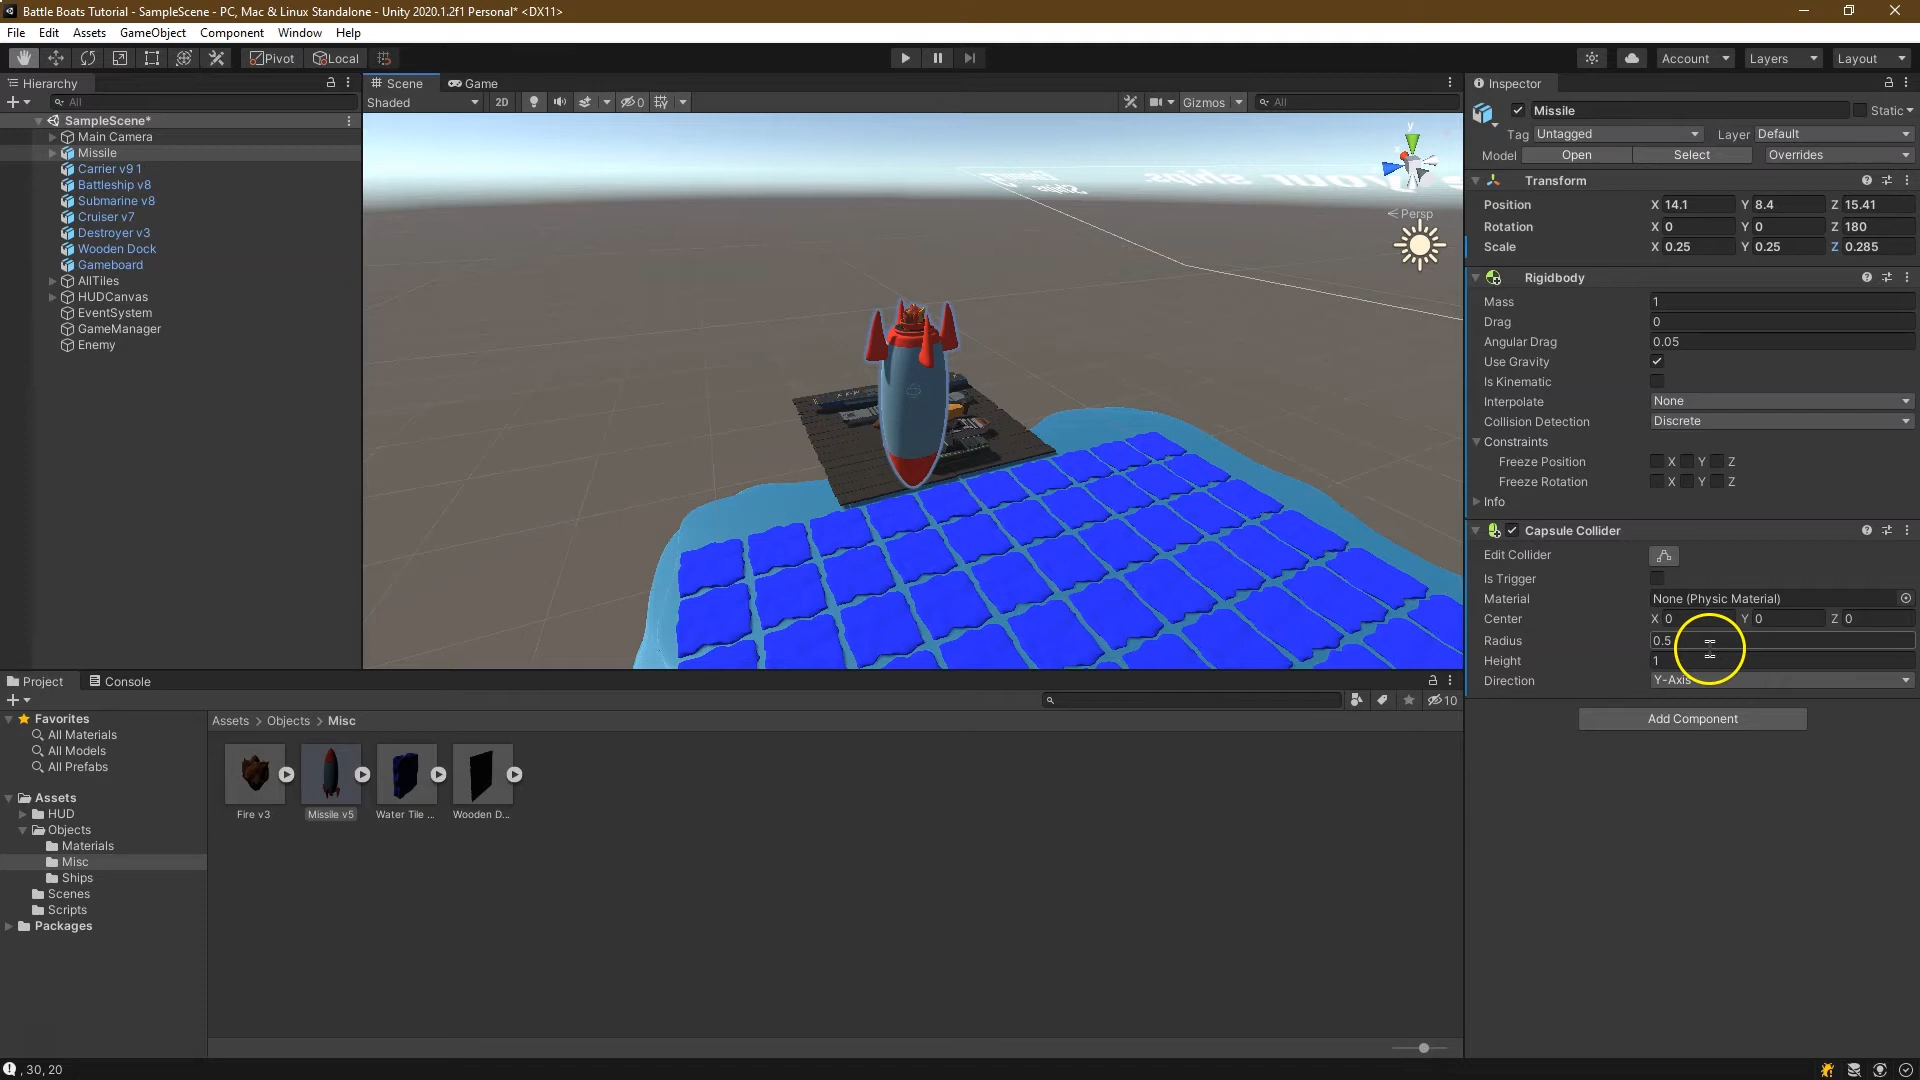 Battle Boats Tutorial - SampleScene - PC, Mac & Linux Standalone - Unity 2020.1.2f1 Personal* <DX11>
File Edit Assets GameObject Component Window Help
Pivot Local Account Layers Layout
Hierarchy
All
SampleScene*
Main Camera
Missile
Carrier v9 1
Battleship v8
Submarine v8
Cruiser v7
Destroyer v3
Wooden Dock
Gameboard
AllTiles
HUDCanvas
EventSystem
GameManager
Enemy
Scene Game
Shaded 2D 0 Gizmos All
y
Persp
Inspector
Missile Static
Tag Untagged Layer Default
Model Open Select Overrides
Transform
Position X 14.1 Y 8.4 Z 15.41
Rotation X 0 Y 0 Z 180
Scale X 0.25 Y 0.25 Z 0.285
Rigidbody
Mass 1
Drag 0
Angular Drag 0.05
Use Gravity
Is Kinematic
Interpolate None
Collision Detection Discrete
Constraints
Freeze Position X Y Z
Freeze Rotation X Y Z
Info
Capsule Collider
Edit Collider
Is Trigger
Material None (Physic Material)
Center X 0 Y 0 Z 0
Radius 0.5
Height 1
Direction Y-Axis
Add Component
Project Console
10
Favorites
All Materials
All Models
All Prefabs
Assets
HUD
Objects
Materials
Misc
Ships
Scenes
Scripts
Packages
Assets > Objects > Misc
Fire v3 Missile v5 Water Tile ... Wooden D...
, 30, 20